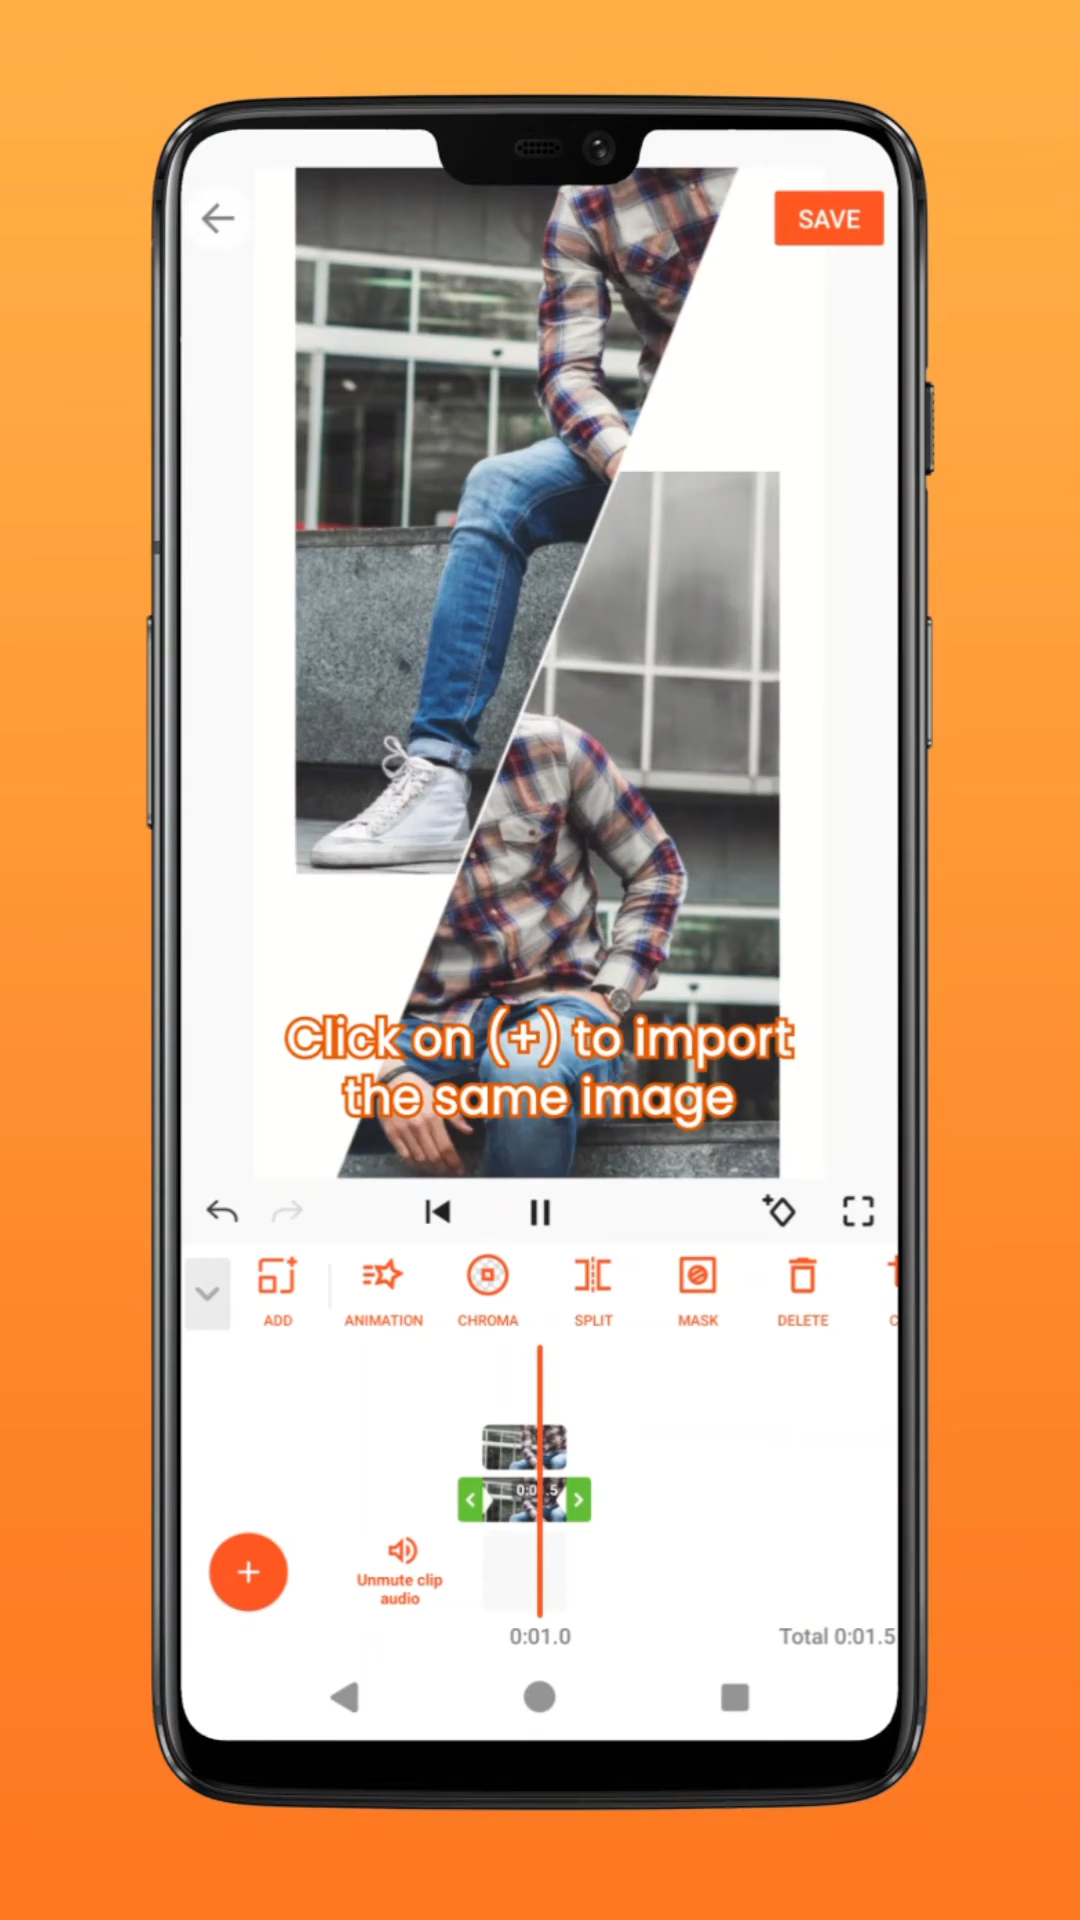 SAVE
Click on (+) to import
the same image
ADD
ANIMATION
CHROMA
SPLIT
MASK
DELETE
Unmute clip
audio
0:01.0
Total 0:01.5